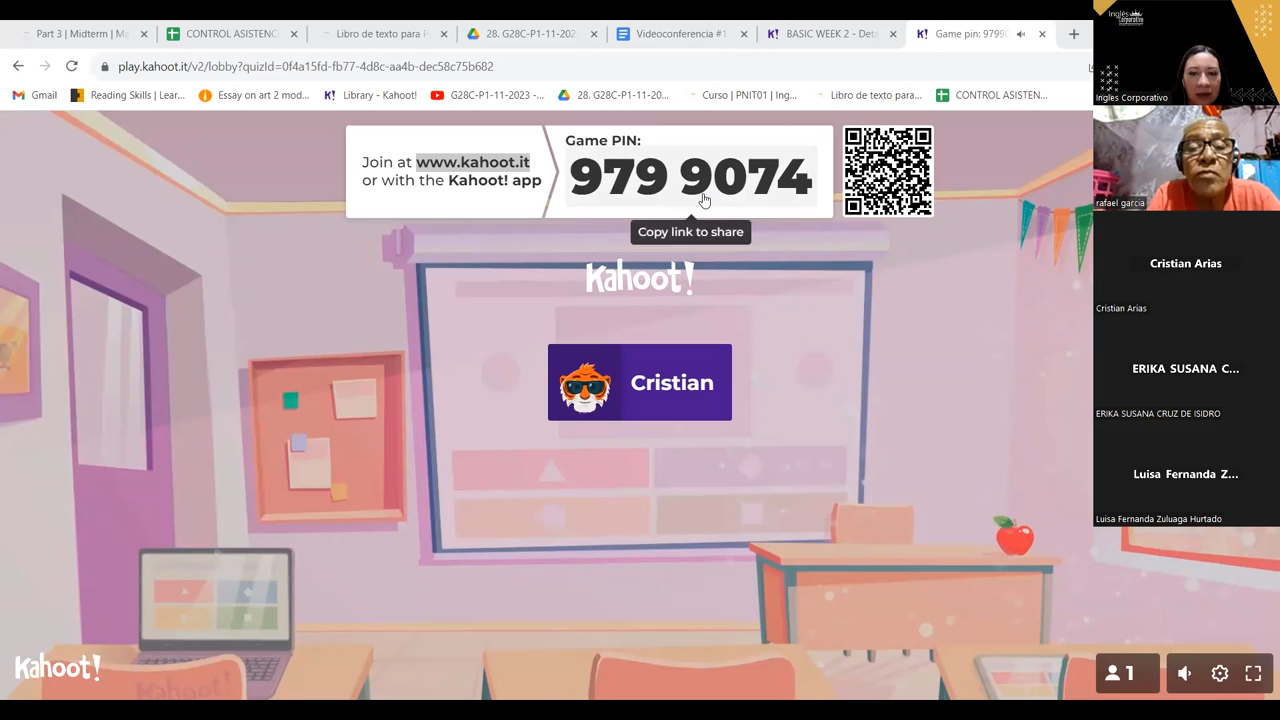 Part 3 | Midterm | Ma
CONTROL ASISTENC
Libro de texto para
28. G28C-P1-11-202
Videoconferencia #1
BASIC WEEK 2 - Deta
Game pin: 9799
play.kahoot.it/v2/lobby?quizId=0f4a15fd-fb77-4d8c-aa4b-dec58c75b682
Gmail
Reading Skills | Lear...
Essay on art 2 mod...
Library - Kahoot
G28C-P1-11-2023 -...
28. G28C-P1-11-20...
Curso | PNIT01 | Ing...
Libro de texto para...
CONTROL ASISTEN...
Join at www.kahoot.it
or with the Kahoot! app
Game PIN:
979 9074
Copy link to share
Kahoot!
Cristian
Kahoot!
1
Inglés
Corporativo
Ingles Corporativo
rafael garcia
Cristian Arias
Cristian Arias
ERIKA SUSANA C...
ERIKA SUSANA CRUZ DE ISIDRO
Luisa Fernanda Z...
Luisa Fernanda Zuluaga Hurtado